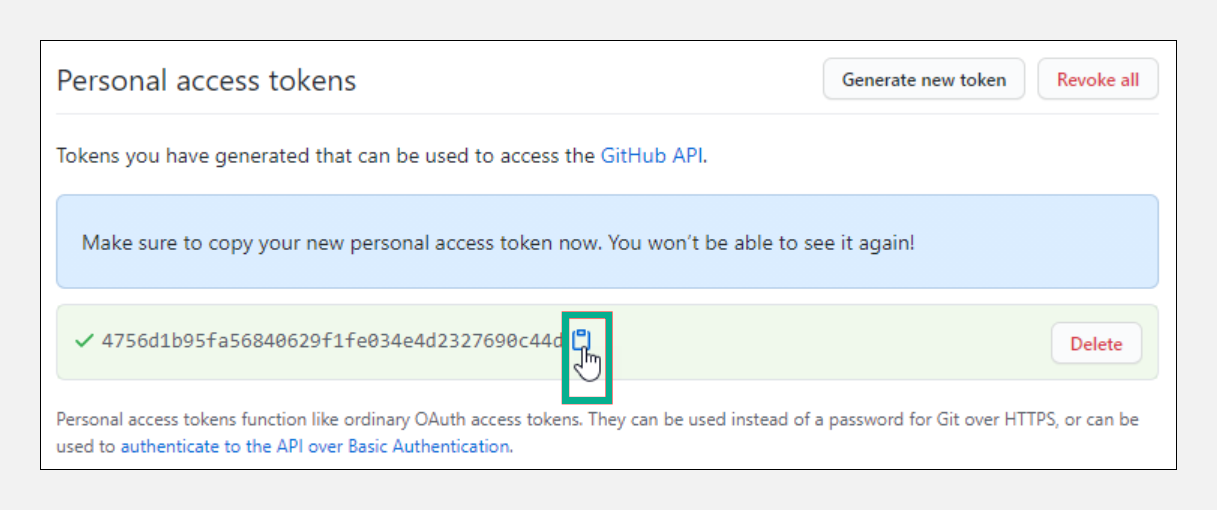 Personal access tokens
Generate new token
Revoke all
Tokens you have generated that can be used to access the GitHub API.
Make sure to copy your new personal access token now. You won't be able to see it again!
4756d1b95fa56840629f1fe034e4d2327690c44d
Delete
Personal access tokens function like ordinary OAuth access tokens. They can be used instead of a password for Git over HTTPS, or can be
used to authenticate to the API over Basic Authentication.